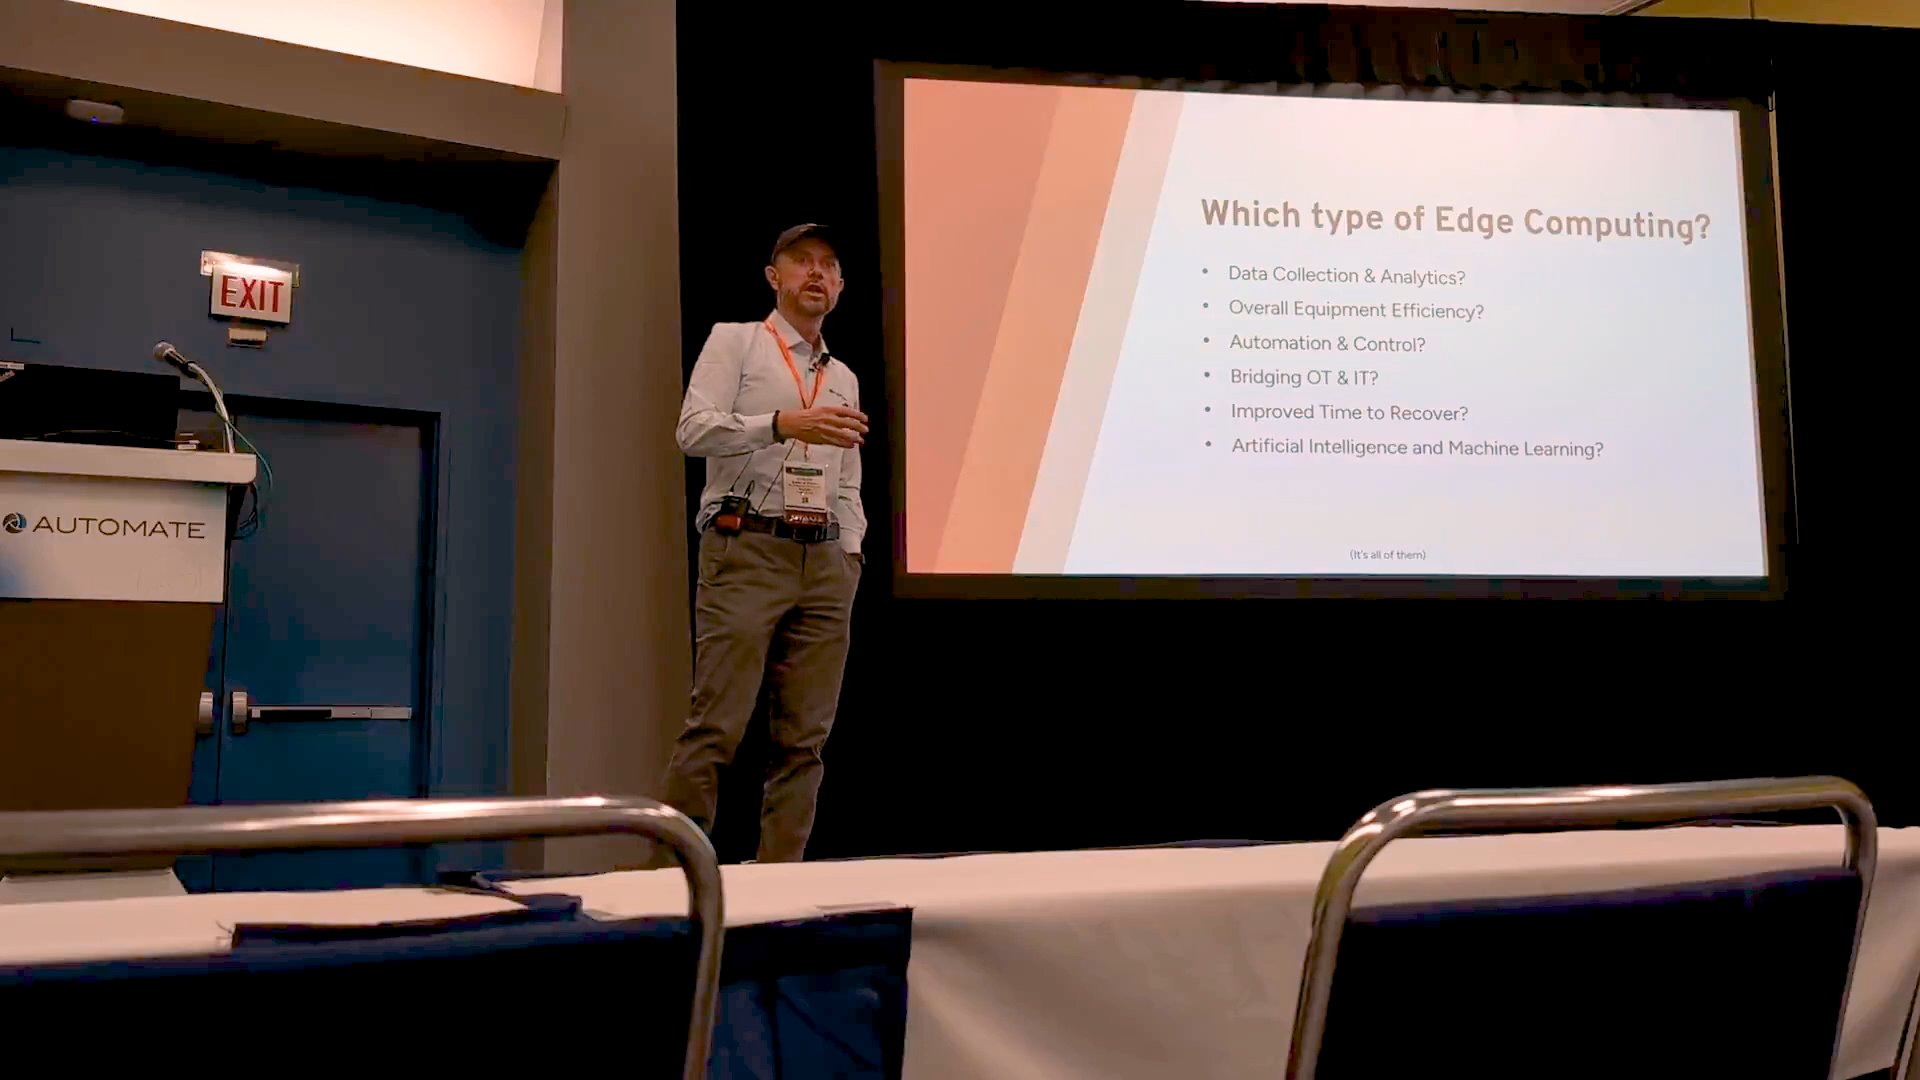 EXIT
AUTOMATE
Which type of Edge Computing?
• Data Collection & Analytics?
• Overall Equipment Efficiency?
• Automation & Control?
• Bridging OT & IT?
• Improved Time to Recover?
• Artificial Intelligence and Machine Learning?
(It's all of them)